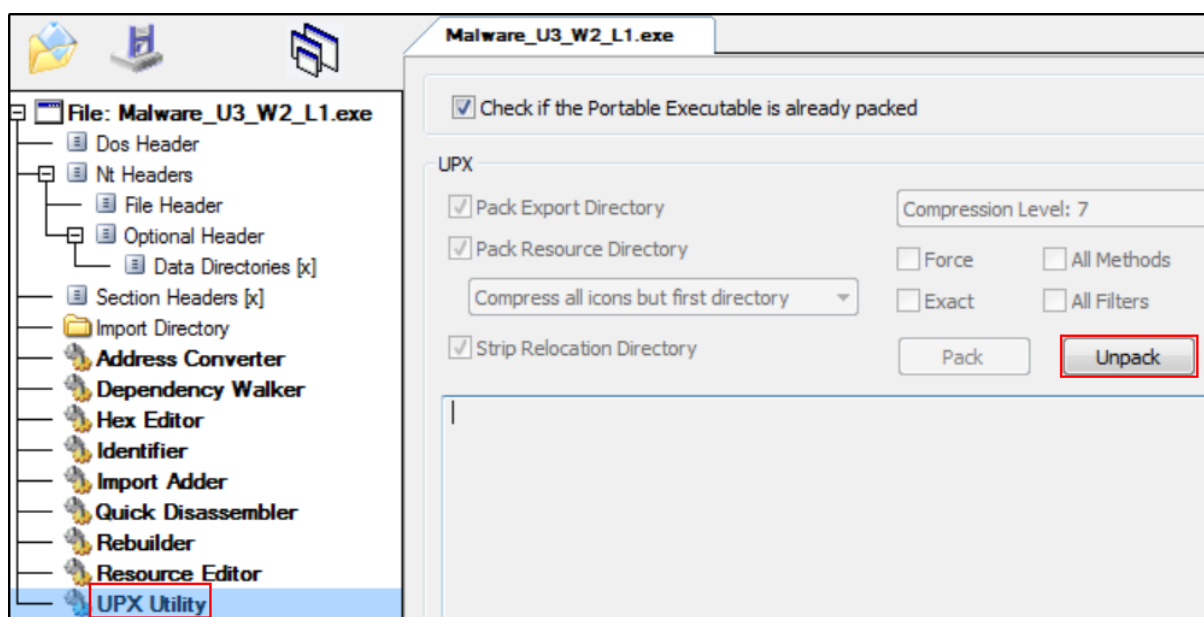 Malware_U3_W2_L1.exe
File: Malware_U3_W2_L1.exe
Dos Header
Nt Headers
File Header
Optional Header
Data Directories [x]
Section Headers [x]
Import Directory
Address Converter
Dependency Walker
Hex Editor
Identifier
Import Adder
Quick Disassembler
Rebuilder
Resource Editor
UPX Utility
Check if the Portable Executable is already packed
UPX
Pack Export Directory
Compression Level: 7
Pack Resource Directory
Force
All Methods
Compress all icons but first directory
Exact
All Filters
Strip Relocation Directory
Pack
Unpack